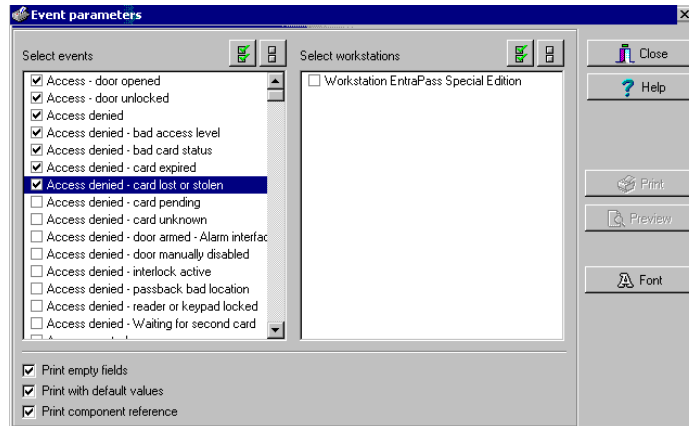 Event parameters
Select events
Select workstations
Access - door opened
Access - door unlocked
Access denied
Access denied - bad access level
Access denied - bad card status
Access denied - card expired
Access denied - card lost or stolen
Access denied - card pending
Access denied - card unknown
Access denied - door armed - Alarm interfac
Access denied - door manually disabled
Access denied - interlock active
Access denied - passback bad location
Access denied - reader or keypad locked
Access denied - Waiting for second card
Workstation EntraPass Special Edition
Close
Help
Print
Preview
Font
Print empty fields
Print with default values
Print component reference